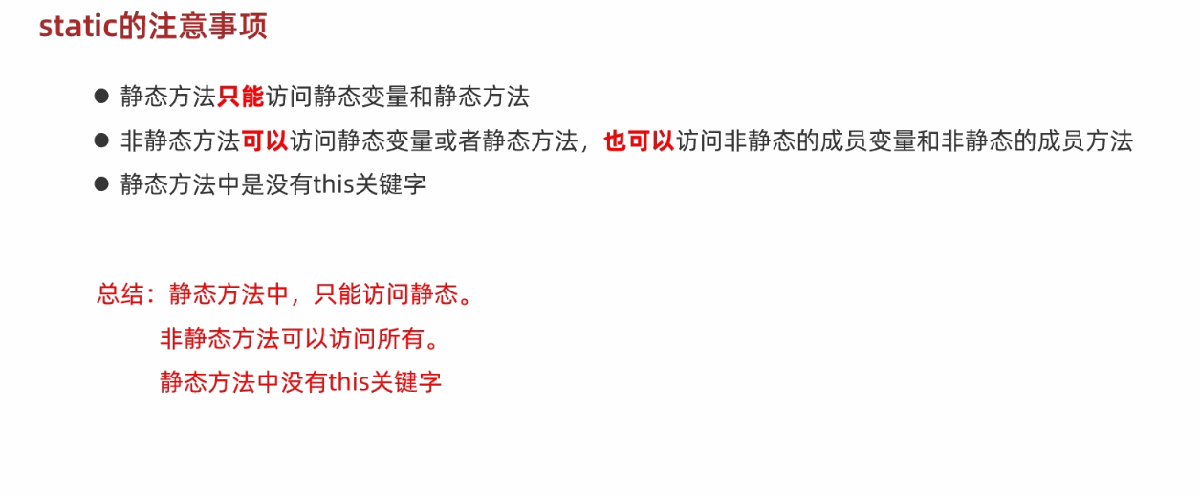 static的注意事项
● 静态方法只能访问静态变量和静态方法
● 非静态方法可以访问静态变量或者静态方法，也可以访问非静态的成员变量和非静态的成员方法
● 静态方法中是没有this关键字
总结：静态方法中，只能访问静态。
非静态方法可以访问所有。
静态方法中没有this关键字